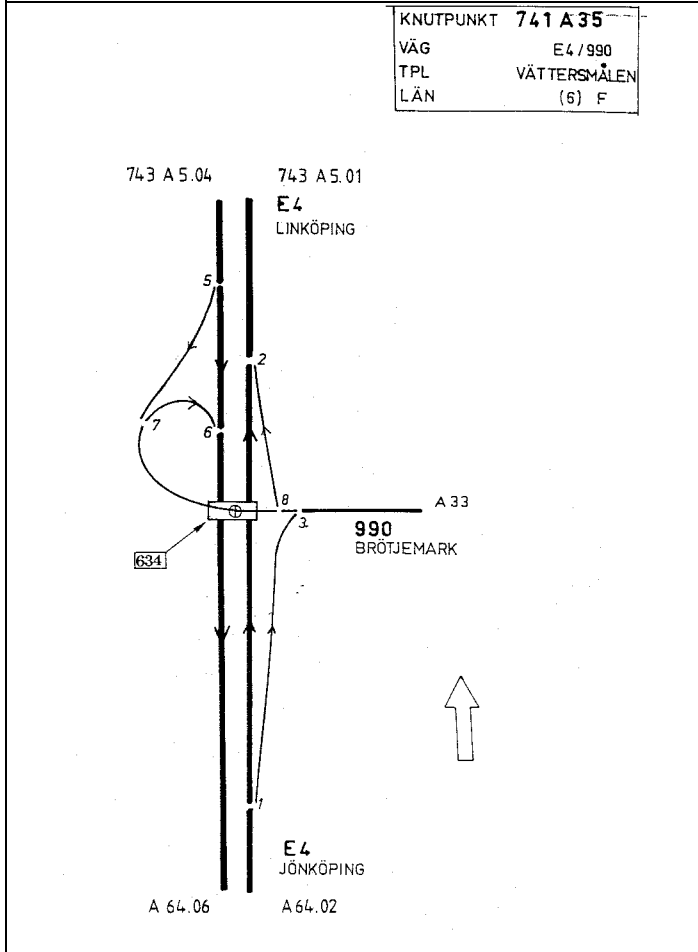 KNUTPUNKT 741 A35
VÄG E4/990
TPL VÄTTERSMÅLEN
LÄN (6) F
743 A 5.04 743 A 5.01
E4
LINKÖPING
5
2
7
6
8
3
A 33
990
BRÖTJEMARK
634
1
E4
JÖNKÖPING
A 64.06 A 64.02